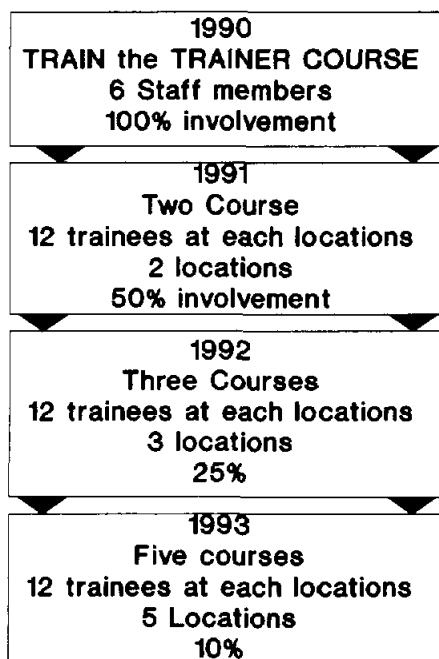 1990
TRAIN the TRAINER COURSE
6 Staff members
100% involvement
1991
Two Course
12 trainees at each locations
2 locations
50% involvement
1992
Three Courses
12 trainees at each locations
3 locations
25%
1993
Five courses
12 trainees at each locations
5 Locations
10%